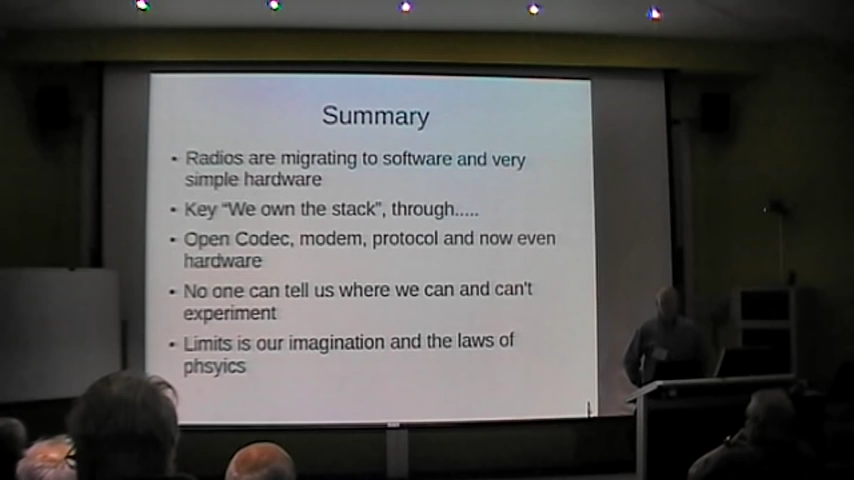 Summary
• Radios are migrating to software and very
simple hardware
• Key “We own the stack”, through.....
• Open Codec, modem, protocol and now even
hardware
• No one can tell us where we can and can't
experiment
• Limits is our imagination and the laws of
phsyics